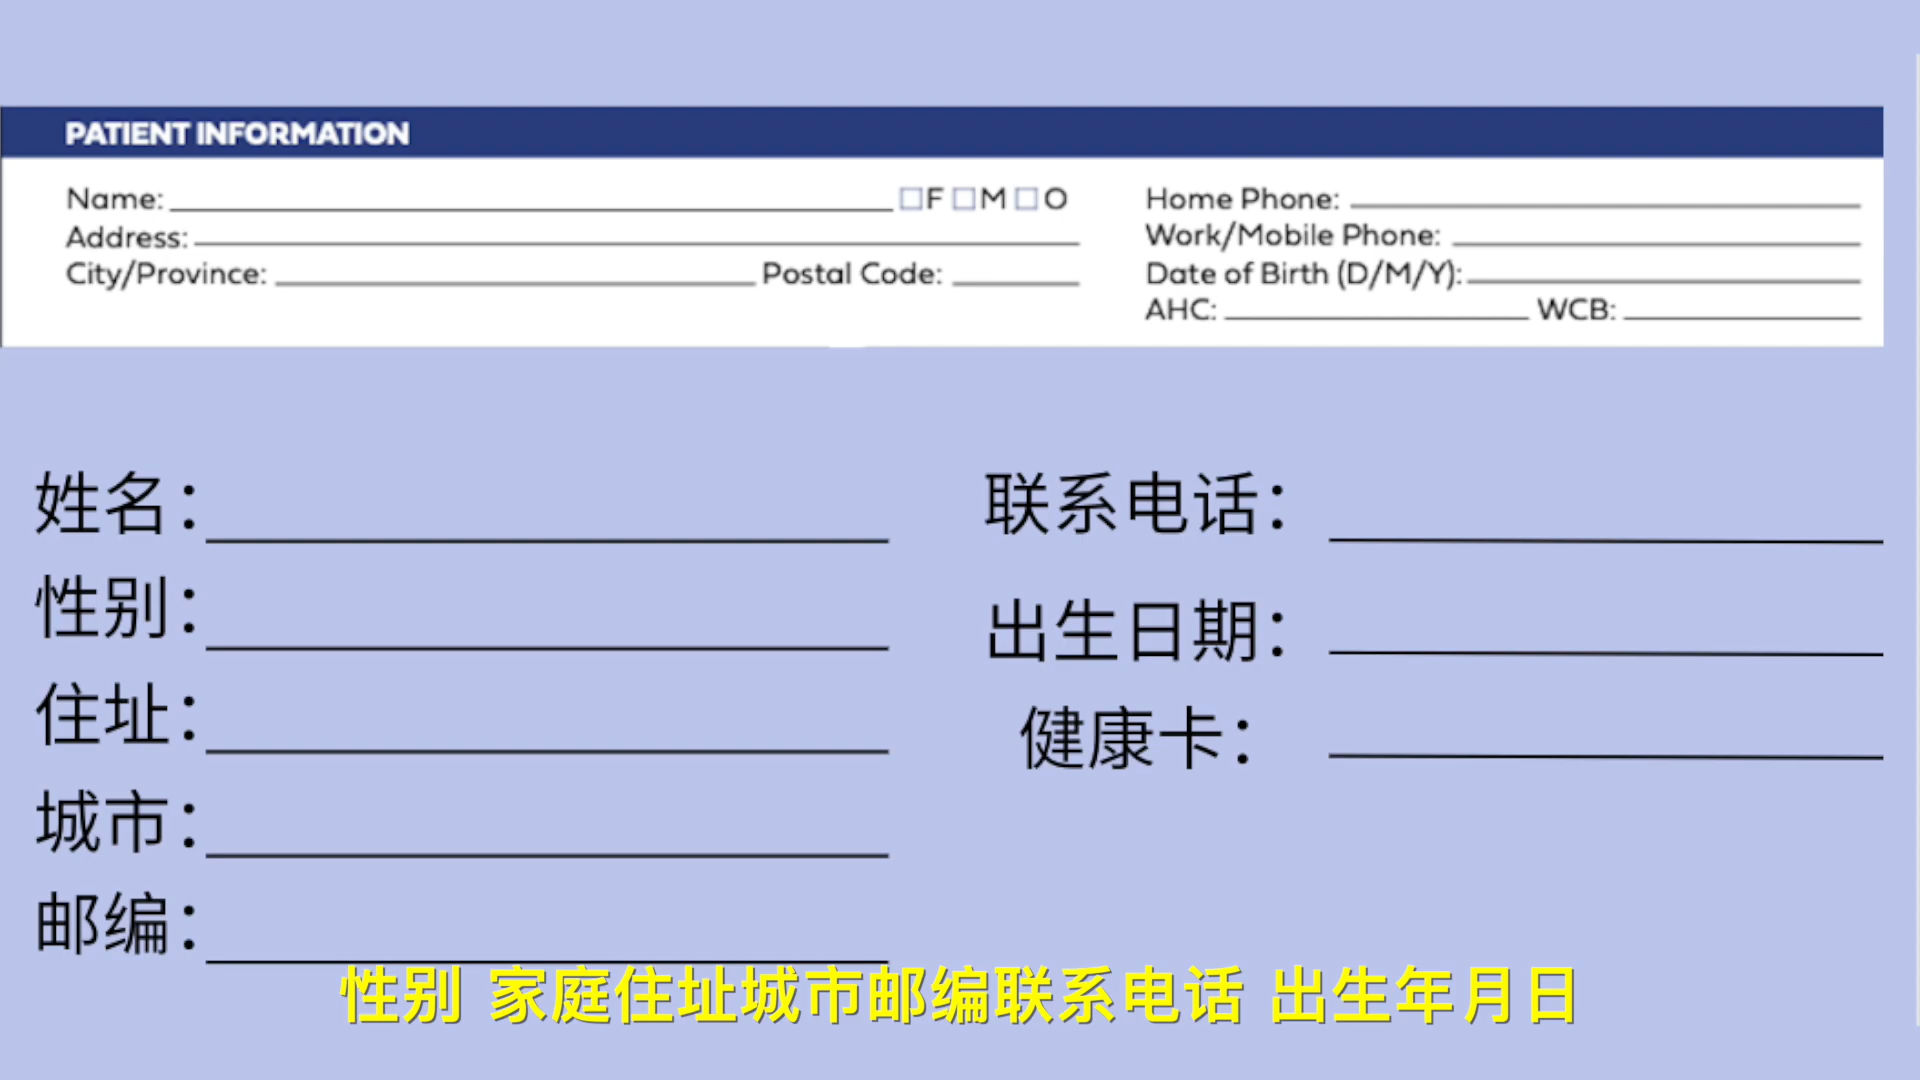 PATIENT INFORMATION
Name: F M O
Address:
City/Province: Postal Code:
Home Phone:
Work/Mobile Phone:
Date of Birth (D/M/Y):
AHC: WCB:
姓名：
性别：
住址：
城市：
邮编：
联系电话：
出生日期：
健康卡：
性别 家庭住址城市邮编联系电话 出生年月日